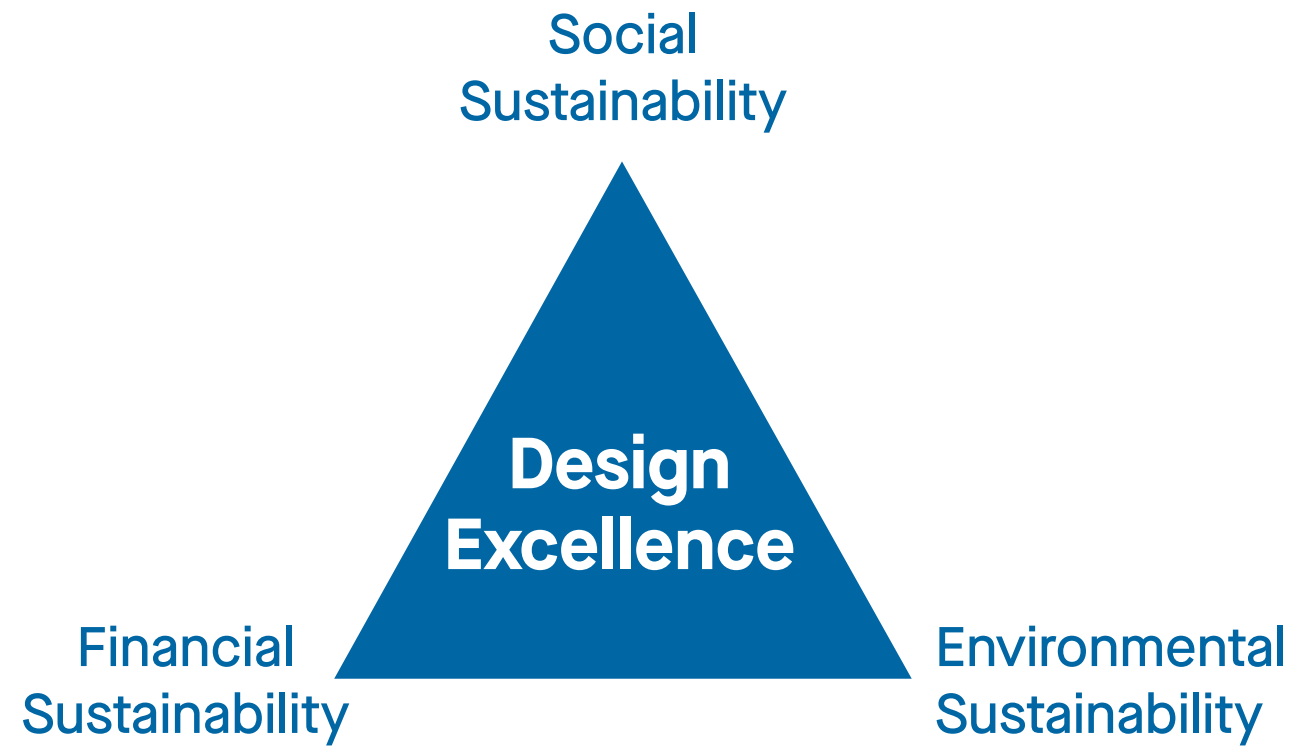 Social
Sustainability
Design
Excellence
Financial
Sustainability
Environmental
Sustainability